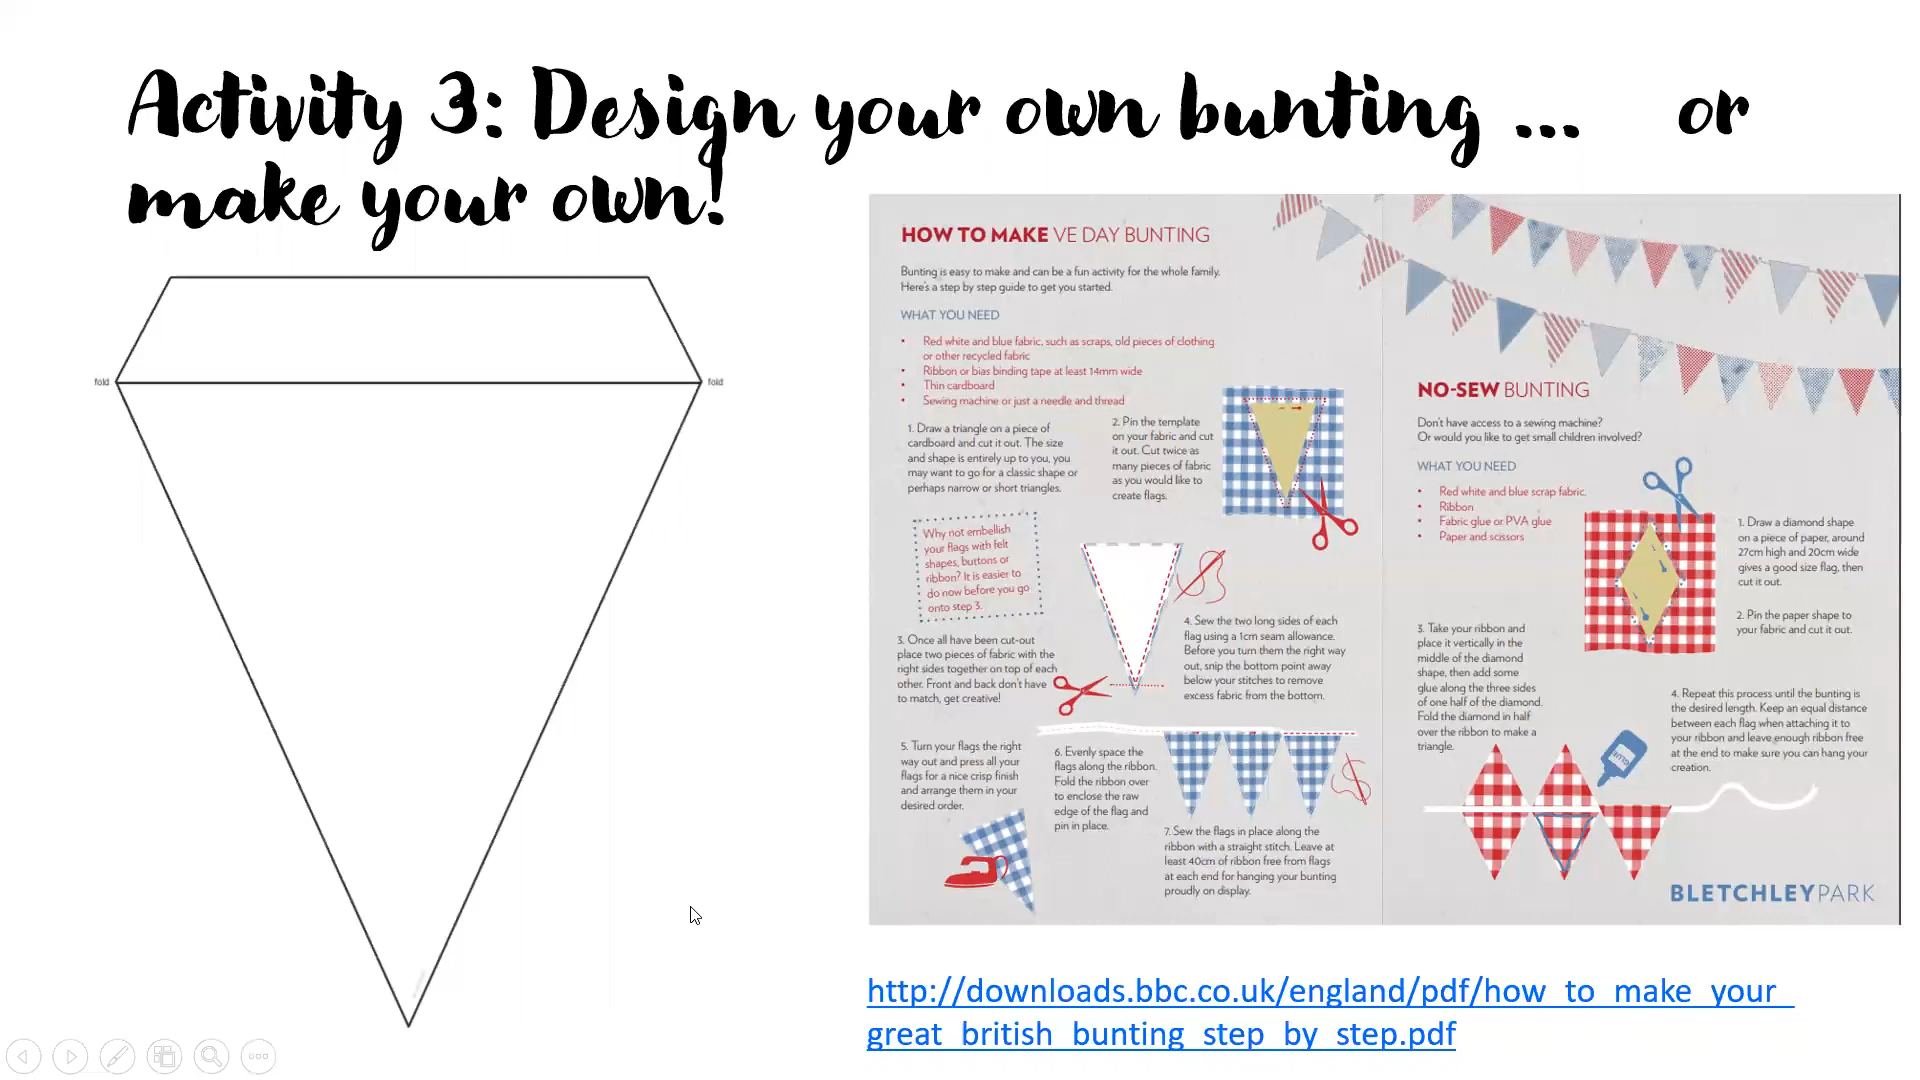 Activity 3: Design your own bunting ... or
make your own!
fold
fold
HOW TO MAKE VE DAY BUNTING
Bunting is easy to make and can be a fun activity for the whole family.
Here's a step by step guide to get you started.
WHAT YOU NEED
• Red white and blue fabric, such as scraps, old pieces of clothing
or other recycled fabric
• Ribbon or bias binding tape at least 14mm wide
• Thin cardboard
• Sewing machine or just a needle and thread
1. Draw a triangle on a piece of
cardboard and cut it out. The size
and shape is entirely up to you, you
may want to go for a classic shape or
perhaps narrow or short triangles.
2. Pin the template
on your fabric and cut
it out. Cut twice as
many pieces of fabric
as you would like to
create flags.
Why not embellish
your flags with felt
shapes, buttons or
ribbon? It is easier to
do now before you go
onto step 3.
3. Once all have been cut-out
place two pieces of fabric with the
right sides together on top of each
other. Front and back don't have
to match, get creative!
4. Sew the two long sides of each
flag using a 1cm seam allowance.
Before you turn them the right way
out, snip the bottom point away
below your stitches to remove
excess fabric from the bottom.
5. Turn your flags the right
way out and press all your
flags for a nice crisp finish
and arrange them in your
desired order.
6. Evenly space the
flags along the ribbon.
Fold the ribbon over
to enclose the raw
edge of the flag and
pin in place.
7. Sew the flags in place along the
ribbon with a straight stitch. Leave at
least 40cm of ribbon free from flags
at each end for hanging your bunting
proudly on display.
NO-SEW BUNTING
Don't have access to a sewing machine?
Or would you like to get small children involved?
WHAT YOU NEED
• Red white and blue scrap fabric.
• Ribbon
• Fabric glue or PVA glue
• Paper and scissors
1. Draw a diamond shape
on a piece of paper, around
27cm high and 20cm wide
gives a good size flag, then
cut it out.
2. Pin the paper shape to
your fabric and cut it out.
3. Take your ribbon and
place it vertically in the
middle of the diamond
shape, then add some
glue along the three sides
of one half of the diamond.
Fold the diamond in half
over the ribbon to make a
triangle.
4. Repeat this process until the bunting is
the desired length. Keep an equal distance
between each flag when attaching it to
your ribbon and leave enough ribbon free
at the end to make sure you can hang your
creation.
GLUE
BLETCHLEYPARK
http://downloads.bbc.co.uk/england/pdf/how_to_make_your_
great_british_bunting_step_by_step.pdf